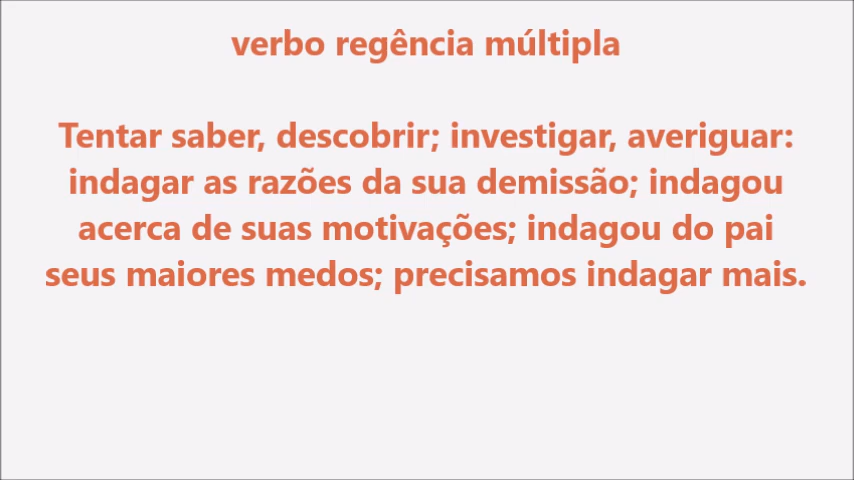 verbo regência múltipla
Tentar saber, descobrir; investigar, averiguar:
indagar as razões da sua demissão; indagou
acerca de suas motivações; indagou do pai
seus maiores medos; precisamos indagar mais.